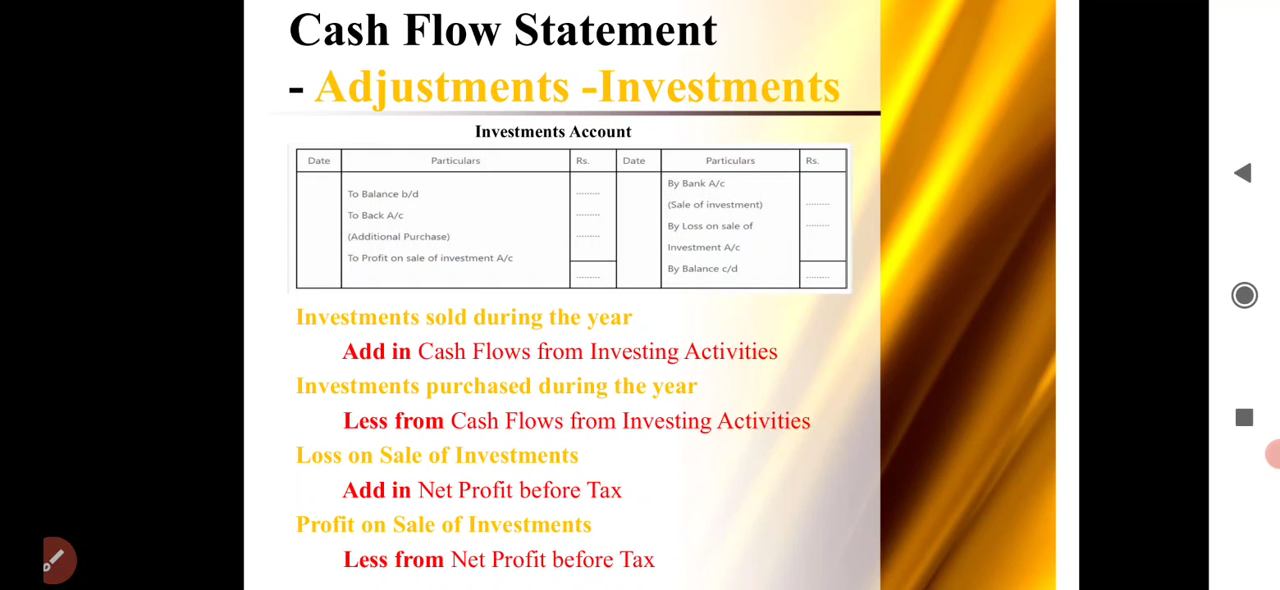 Cash Flow Statement
- Adjustments -Investments
Investments Account
Date Particulars Rs. Date Particulars Rs.
To Balance b/d .........
To Back A/c .........
(Additional Purchase) .........
To Profit on sale of investment A/c
.........
By Bank A/c
(Sale of investment) .........
By Loss on sale of .........
Investment A/c
By Balance c/d .........
Investments sold during the year
Add in Cash Flows from Investing Activities
Investments purchased during the year
Less from Cash Flows from Investing Activities
Loss on Sale of Investments
Add in Net Profit before Tax
Profit on Sale of Investments
Less from Net Profit before Tax